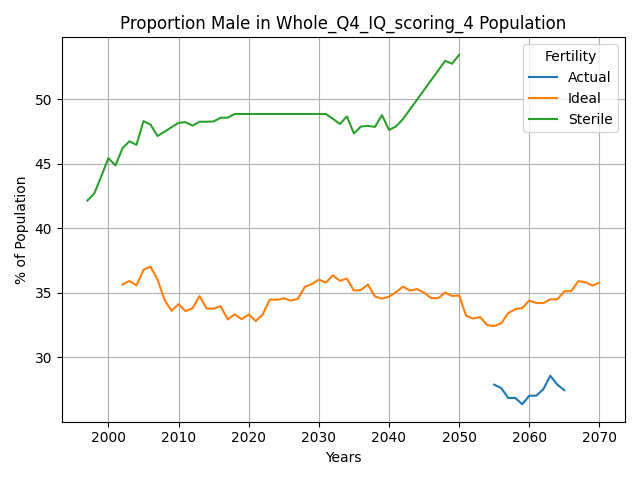 Proportion Male in Whole_Q4_IQ_scoring_4 Population
Fertility
Actual
Ideal
Sterile
% of Population
50
45
40
35
30
2000 2010 2020 2030 2040 2050 2060 2070
Years